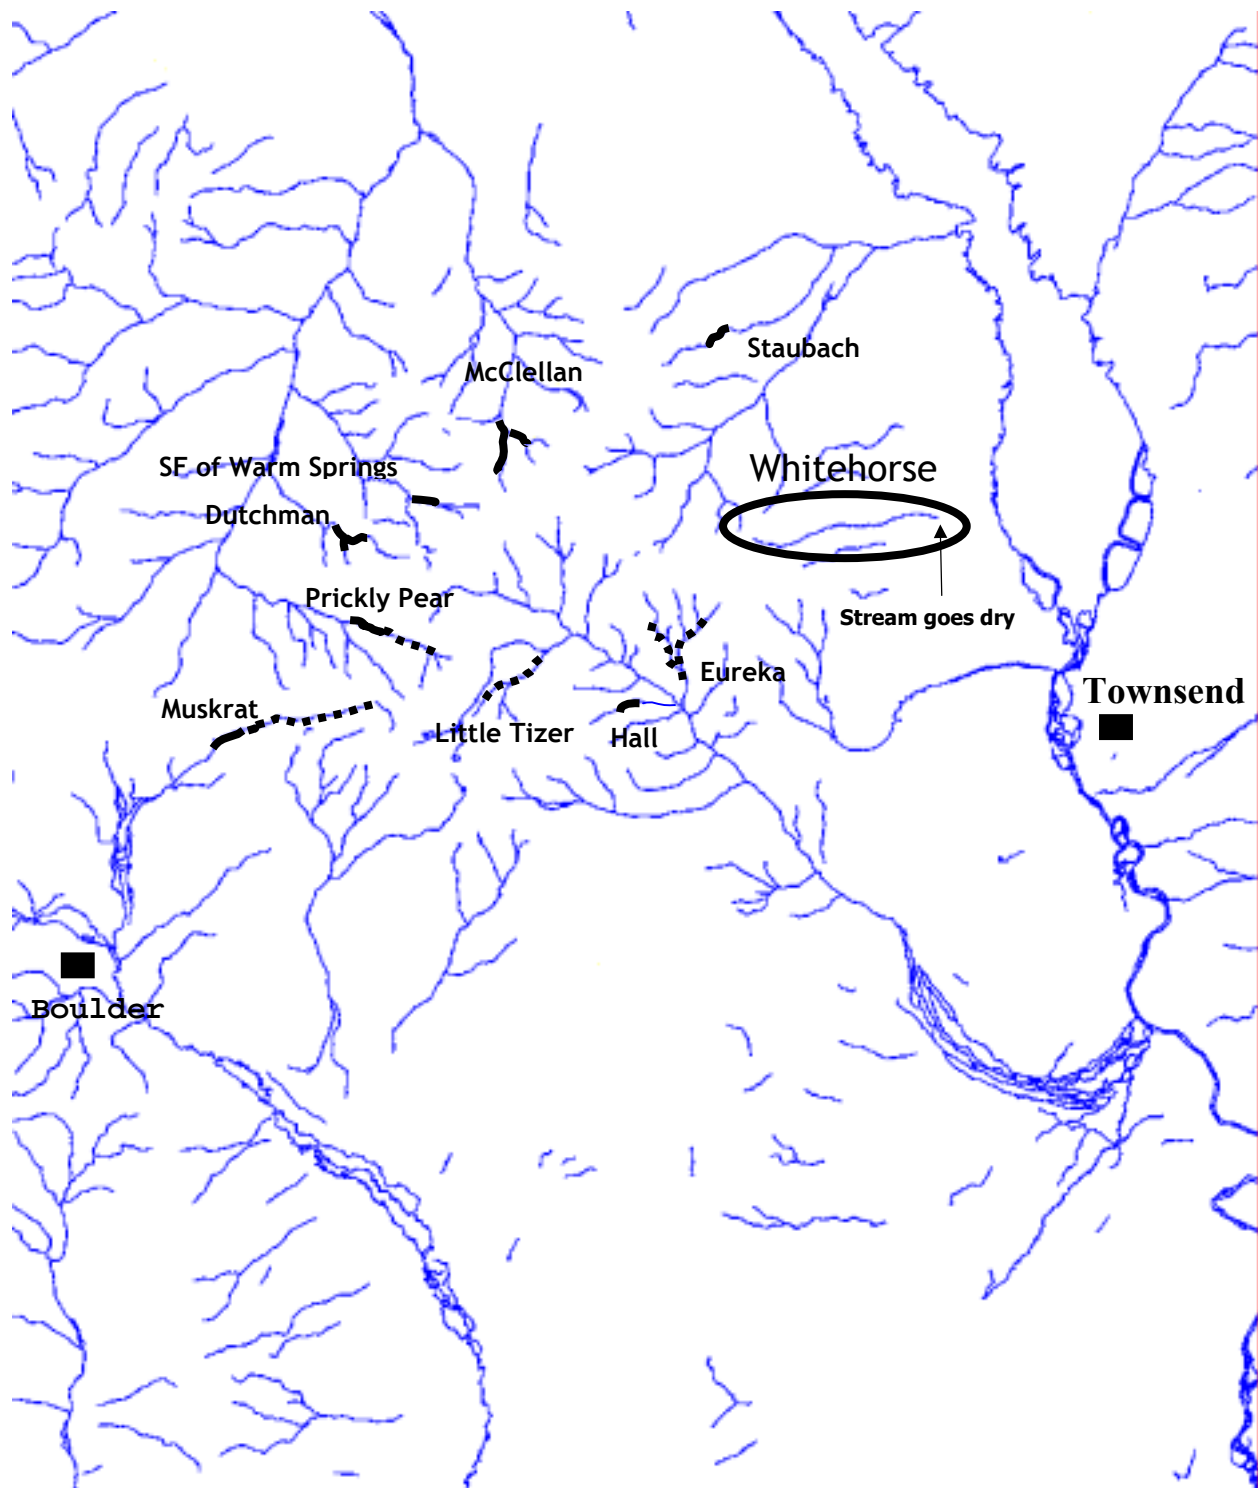 Staubach
McClellan
SF of Warm Springs
Whitehorse
Dutchman
Prickly Pear
Stream goes dry
Eureka
Townsend
Muskrat
Little Tizer
Hall
Boulder